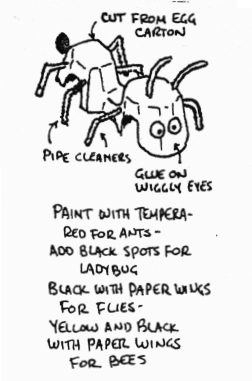 CUT FROM EGG
CARTON
PIPE CLEANERS
GLUE ON
WIGGLY EYES
PAINT WITH TEMPERA-
RED FOR ANTS-
ADD BLACK SPOTS FOR
LADYBUG
BLACK WITH PAPER WINGS
FOR FLIES-
YELLOW AND BLACK
WITH PAPER WINGS
FOR BEES